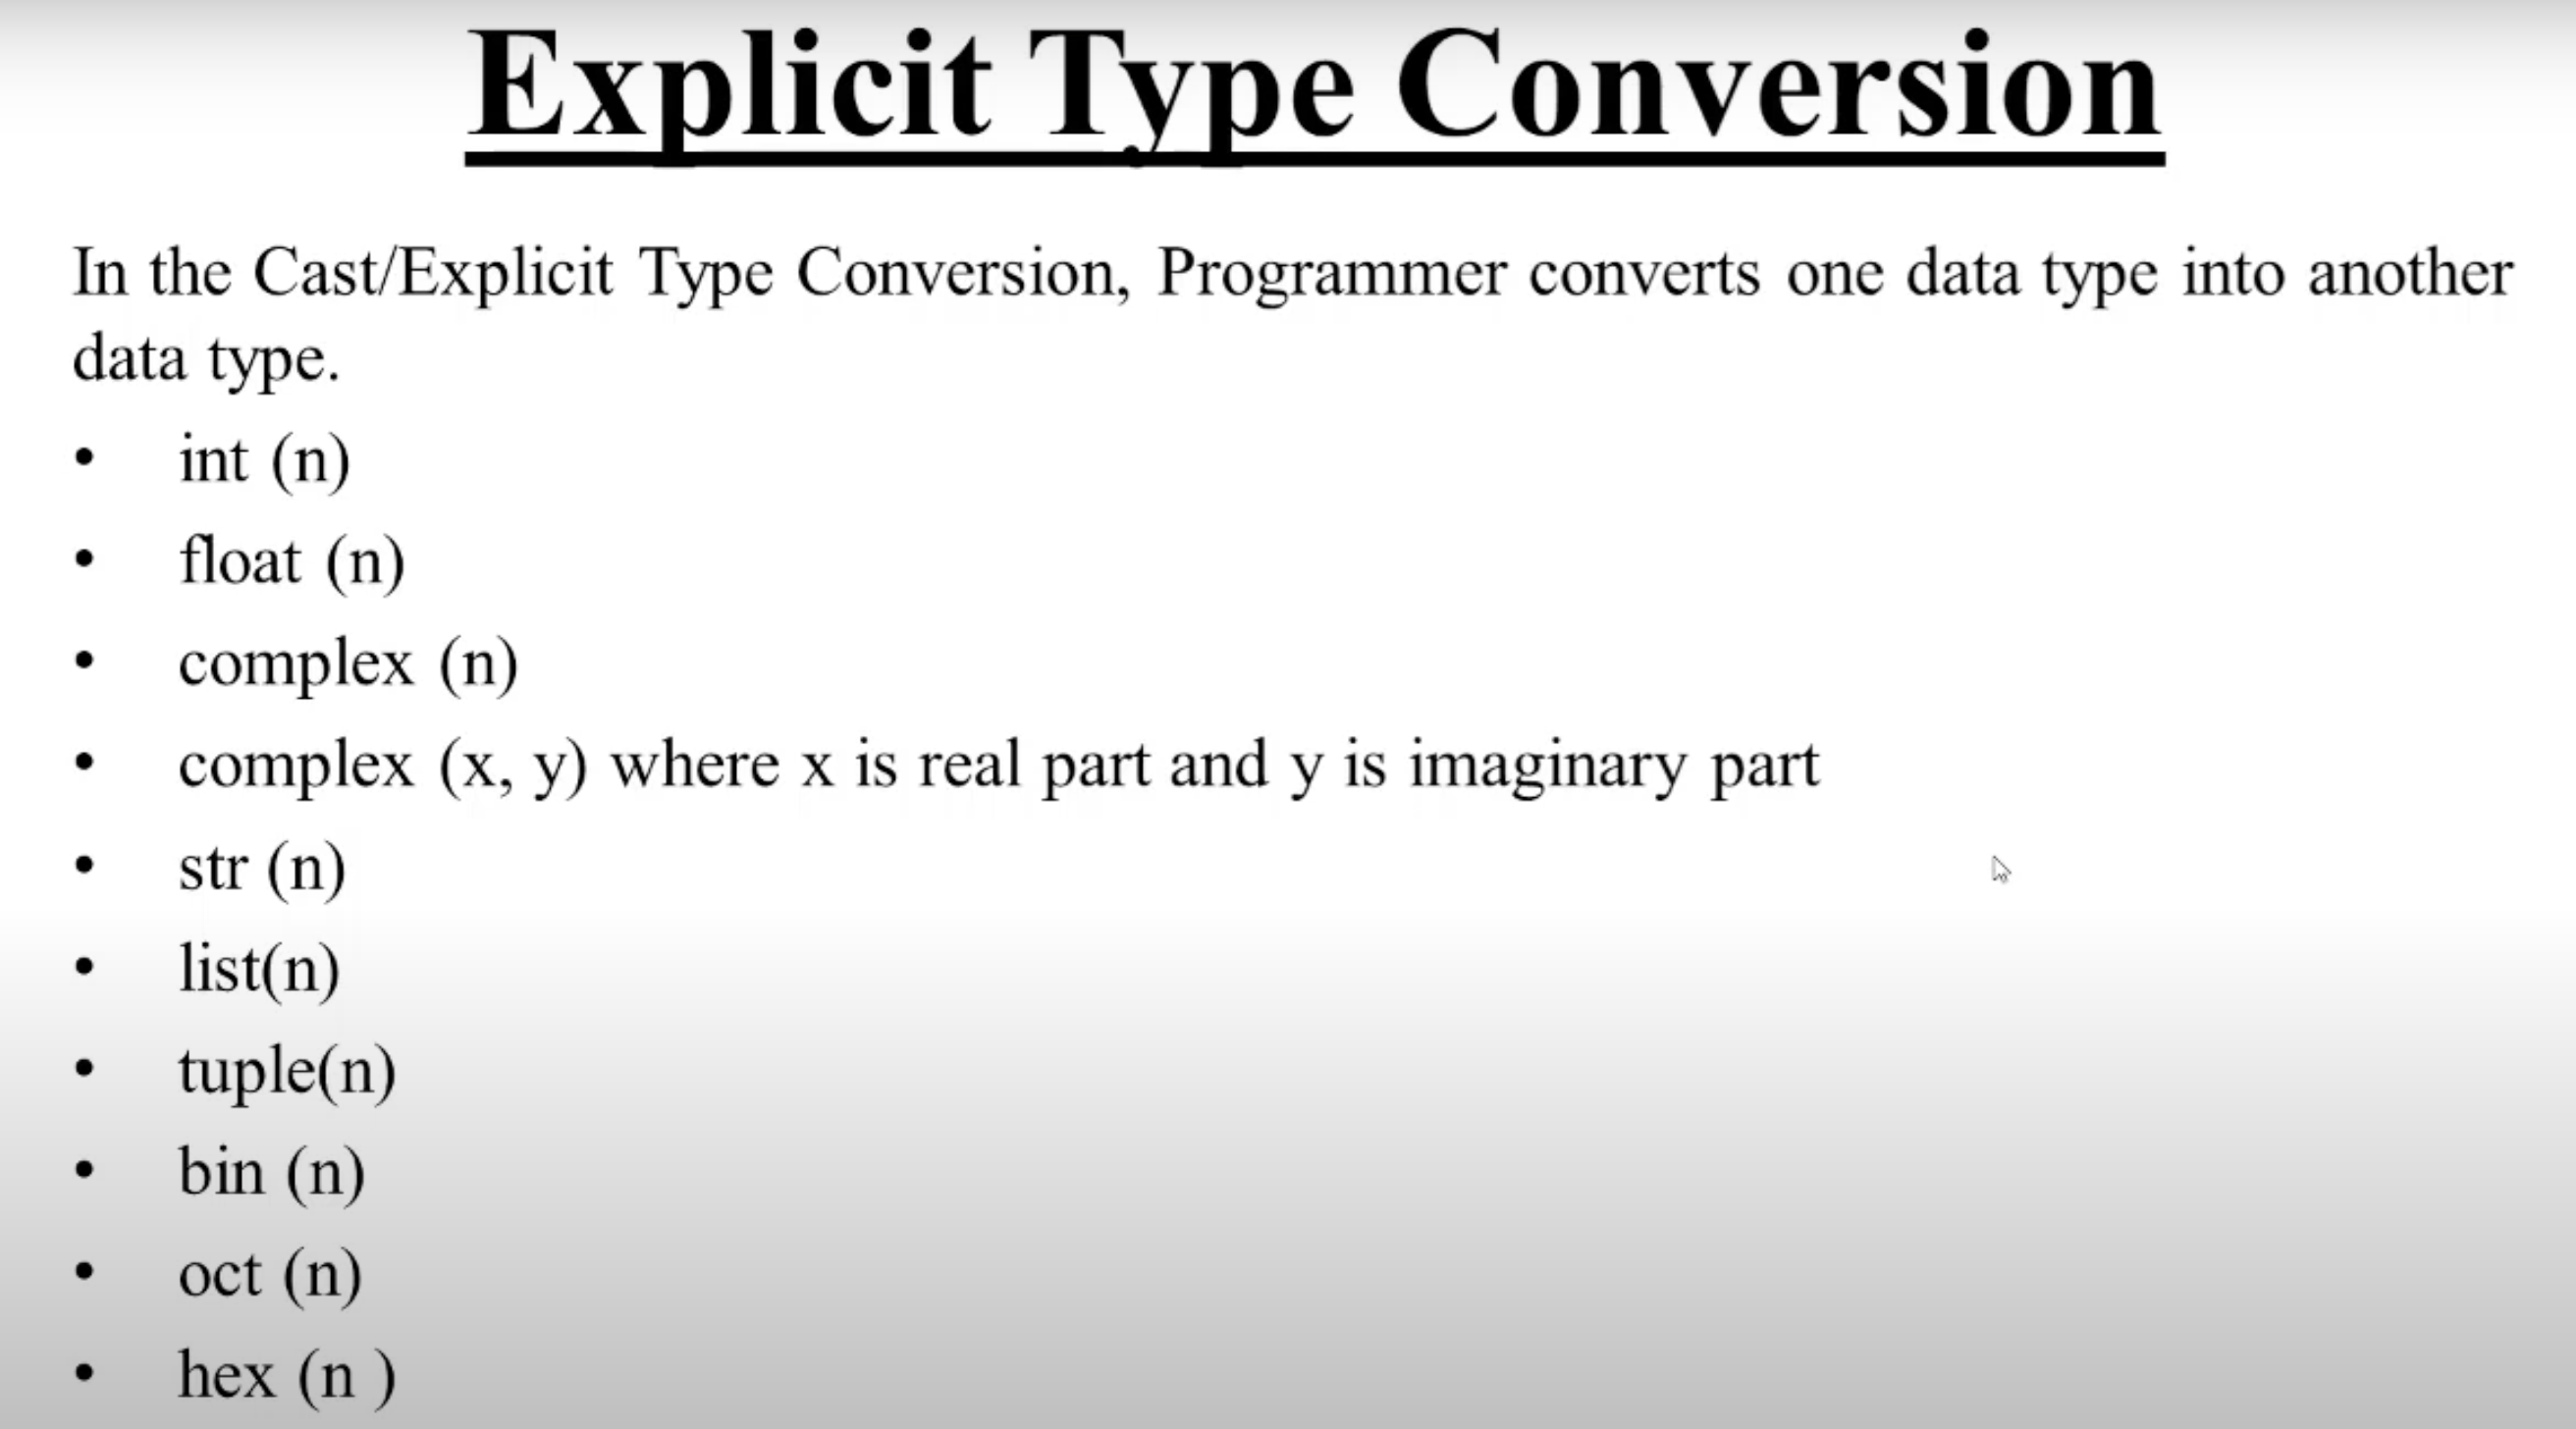 Explicit Type Conversion
In the Cast/Explicit Type Conversion, Programmer converts one data type into another
data type.
• int (n)
• float (n)
• complex (n)
• complex (x, y) where x is real part and y is imaginary part
• str (n)
• list(n)
• tuple(n)
• bin (n)
• oct (n)
• hex (n )